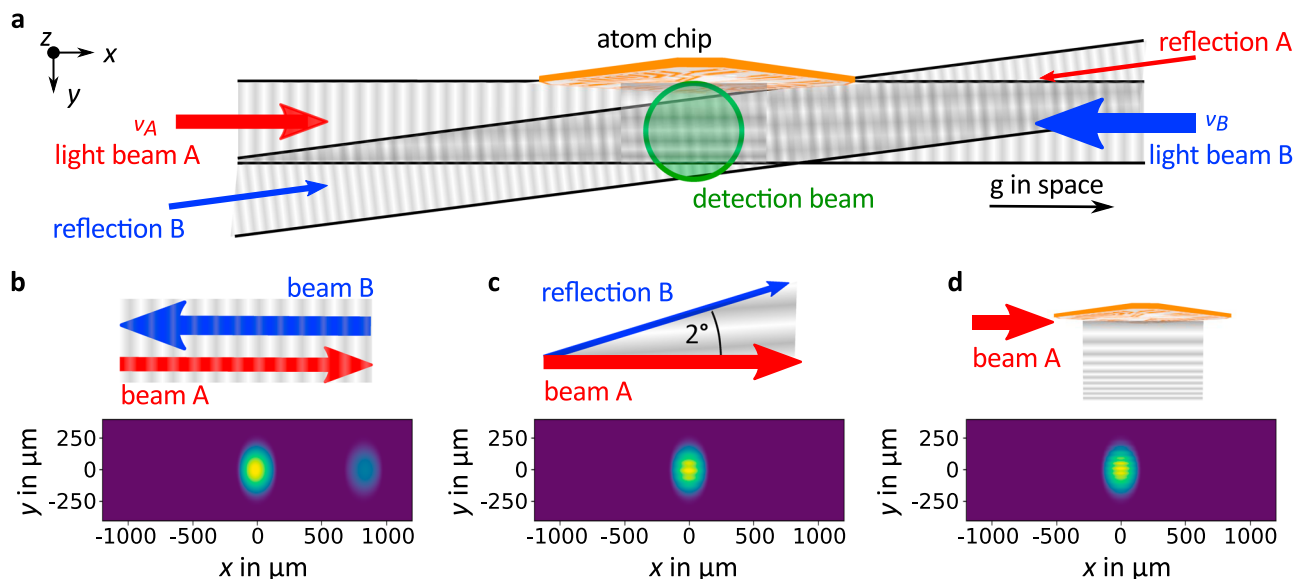 a
z
x
y
atom chip
reflection A
νA
light beam A
νB
light beam B
g in space
detection beam
reflection B
b
beam B
beam A
c
reflection B
2°
beam A
d
beam A
y in μm
250
0
-250
-1000 -500 0 500 1000
x in μm
y in μm
250
0
-250
-1000 -500 0 500 1000
x in μm
y in μm
250
0
-250
-1000 -500 0 500 1000
x in μm